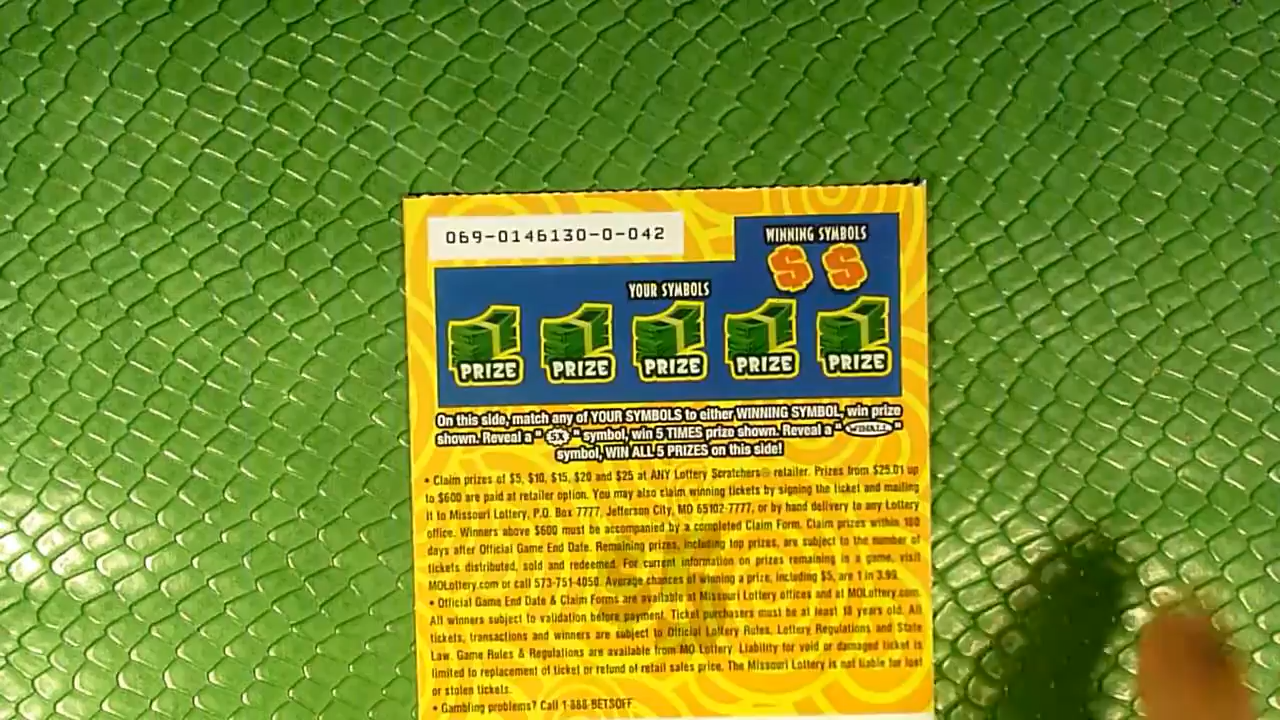 069-0146130-0-042
WINNING SYMBOLS
$ $
YOUR SYMBOLS
PRIZE PRIZE PRIZE PRIZE PRIZE
On this side, match any of YOUR SYMBOLS to either WINNING SYMBOL, win prize
shown. Reveal a " 5X " symbol, win 5 TIMES prize shown. Reveal a " WINALL "
symbol, WIN ALL 5 PRIZES on this side!
• Claim prizes of $5, $10, $15, $20 and $25 at ANY Lottery Scratchers® retailer. Prizes from $25.01 up
to $600 are paid at retailer option. You may also claim winning tickets by signing the ticket and mailing
it to Missouri Lottery, P.O. Box 7777, Jefferson City, MO 65102-7777, or by hand delivery to any Lottery
office. Winners above $600 must be accompanied by a completed Claim Form. Claim prizes within 180
days after Official Game End Date. Remaining prizes, including top prizes, are subject to the number of
tickets distributed, sold and redeemed. For current information on prizes remaining in a game, visit
MOLottery.com or call 573-751-4050. Average chances of winning a prize, including $5, are 1 in 3.99.
• Official Game End Date & Claim Forms are available at Missouri Lottery offices and at MOLottery.com.
All winners subject to validation before payment. Ticket purchasers must be at least 18 years old. All
tickets, transactions and winners are subject to Official Lottery Rules, Lottery Regulations and State
Law. Game Rules & Regulations are available from MO Lottery. Liability for void or damaged ticket is
limited to replacement of ticket or refund of retail sales price. The Missouri Lottery is not liable for lost
or stolen tickets.
• Gambling problems? Call 1-888-BETSOFF.